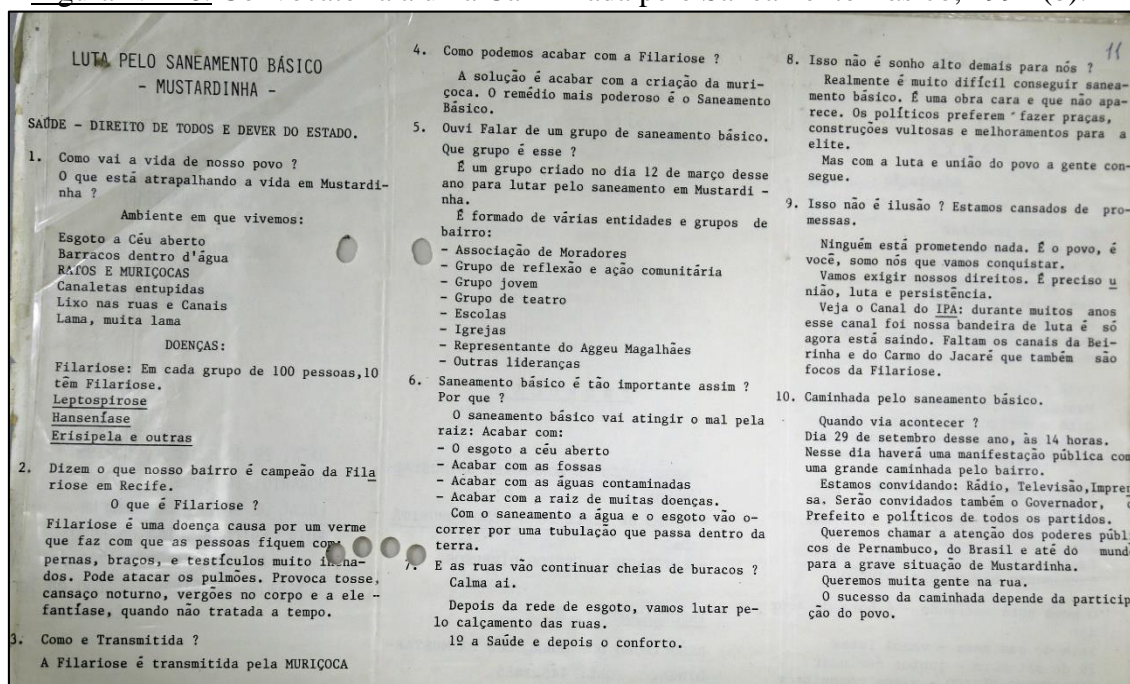 LUTA PELO SANEAMENTO BÁSICO
- MUSTARDINHA -
SAÚDE - DIREITO DE TODOS E DEVER DO ESTADO.
1. Como vai a vida de nosso povo ?
O que está atrapalhando a vida em Mustardi-
nha ?
Ambiente em que vivemos:
Esgoto a Céu aberto
Barracos dentro d'água
RATOS E MURIÇOCAS
Canaletas entupidas
Lixo nas ruas e Canais
Lama, muita lama
DOENÇAS:
Filariose: Em cada grupo de 100 pessoas,10
têm Filariose.
Leptospirose
Hanseníase
Erisipela e outras
2. Dizem o que nosso bairro é campeão da Fila
riose em Recife.
O que é Filariose ?
Filariose é uma doença causa por um verme
que faz com que as pessoas fiquem com
pernas, braços, e testículos muito
dos. Pode atacar os pulmões. Provoca tosse,
cansaço noturno, vergões no corpo e a ele -
fantíase, quando não tratada a tempo.
3. Como e Transmitida ?
A Filariose é transmitida pela MURIÇOCA
4. Como podemos acabar com a Filariose ?
A solução é acabar com a criação da muri-
çoca. O remédio mais poderoso é o Saneamento
Básico.
5. Ouvi Falar de um grupo de saneamento básico.
Que grupo é esse ?
É um grupo criado no dia 12 de março desse
ano para lutar pelo saneamento em Mustardi -
nha.
É formado de várias entidades e grupos de
bairro:
- Associação de Moradores
- Grupo de reflexão e ação comunitária
- Grupo jovem
- Grupo de teatro
- Escolas
- Igrejas
- Representante do Aggeu Magalhães
- Outras lideranças
6. Saneamento básico é tão importante assim ?
Por que ?
O saneamento básico vai atingir o mal pela
raiz: Acabar com:
- O esgoto a céu aberto
- Acabar com as fossas
- Acabar com as águas contaminadas
- Acabar com a raiz de muitas doenças.
Com o saneamento a água e o esgoto vão o-
correr por uma tubulação que passa dentro da
terra.
7. E as ruas vão continuar cheias de buracos ?
Calma aí.
Depois da rede de esgoto, vamos lutar pe-
lo calçamento das ruas.
1º a Saúde e depois o conforto.
11
8. Isso não é sonho alto demais para nós ?
Realmente é muito difícil conseguir sanea-
mento básico. É uma obra cara e que não apa-
rece. Os políticos preferem fazer praças,
construções vultosas e melhoramentos para a
elite.
Mas com a luta e união do povo a gente con-
segue.
9. Isso não é ilusão ? Estamos cansados de pro-
messas.
Ninguém está prometendo nada. É o povo, é
você, somo nós que vamos conquistar.
Vamos exigir nossos direitos. É preciso u
nião, luta e persistência.
Veja o Canal do IPA: durante muitos anos
esse canal foi nossa bandeira de luta é só
agora está saindo. Faltam os canais da Bei-
rinha e do Carmo do Jacaré que também são
focos da Filariose.
10. Caminhada pelo saneamento básico.
Quando via acontecer ?
Dia 29 de setembro desse ano, às 14 horas.
Nesse dia haverá uma manifestação pública com
uma grande caminhada pelo bairro.
Estamos convidando: Rádio, Televisão,Impren
sa. Serão convidados também o Governador,
Prefeito e políticos de todos os partidos.
Queremos chamar a atenção dos poderes públi
cos de Pernambuco, do Brasil e até do mundo
para a grave situação de Mustardinha.
Queremos muita gente na rua.
O sucesso da caminhada depende da particip
ção do povo.